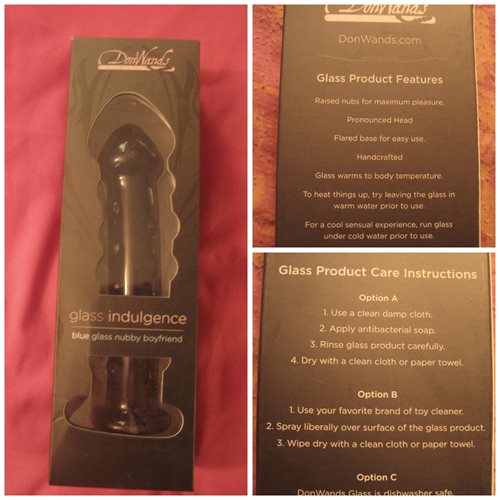 DonWands
glass indulgence
blue glass nubby boyfriend
DonWands
DonWands.com
Glass Product Features
Raised nubs for maximum pleasure.
Pronounced Head
Flared base for easy use.
Handcrafted
Glass warms to body temperature.
To heat things up, try leaving the glass in
warm water prior to use.
For a cool sensual experience, run glass
under cold water prior to use.
Glass Product Care Instructions
Option A
1. Use a clean damp cloth.
2. Apply antibacterial soap.
3. Rinse glass product carefully.
4. Dry with a clean cloth or paper towel.
Option B
1. Use your favorite brand of toy cleaner.
2. Spray liberally over surface of the glass product.
3. Wipe dry with a clean cloth or paper towel.
Option C
DonWands Glass is dishwasher safe.